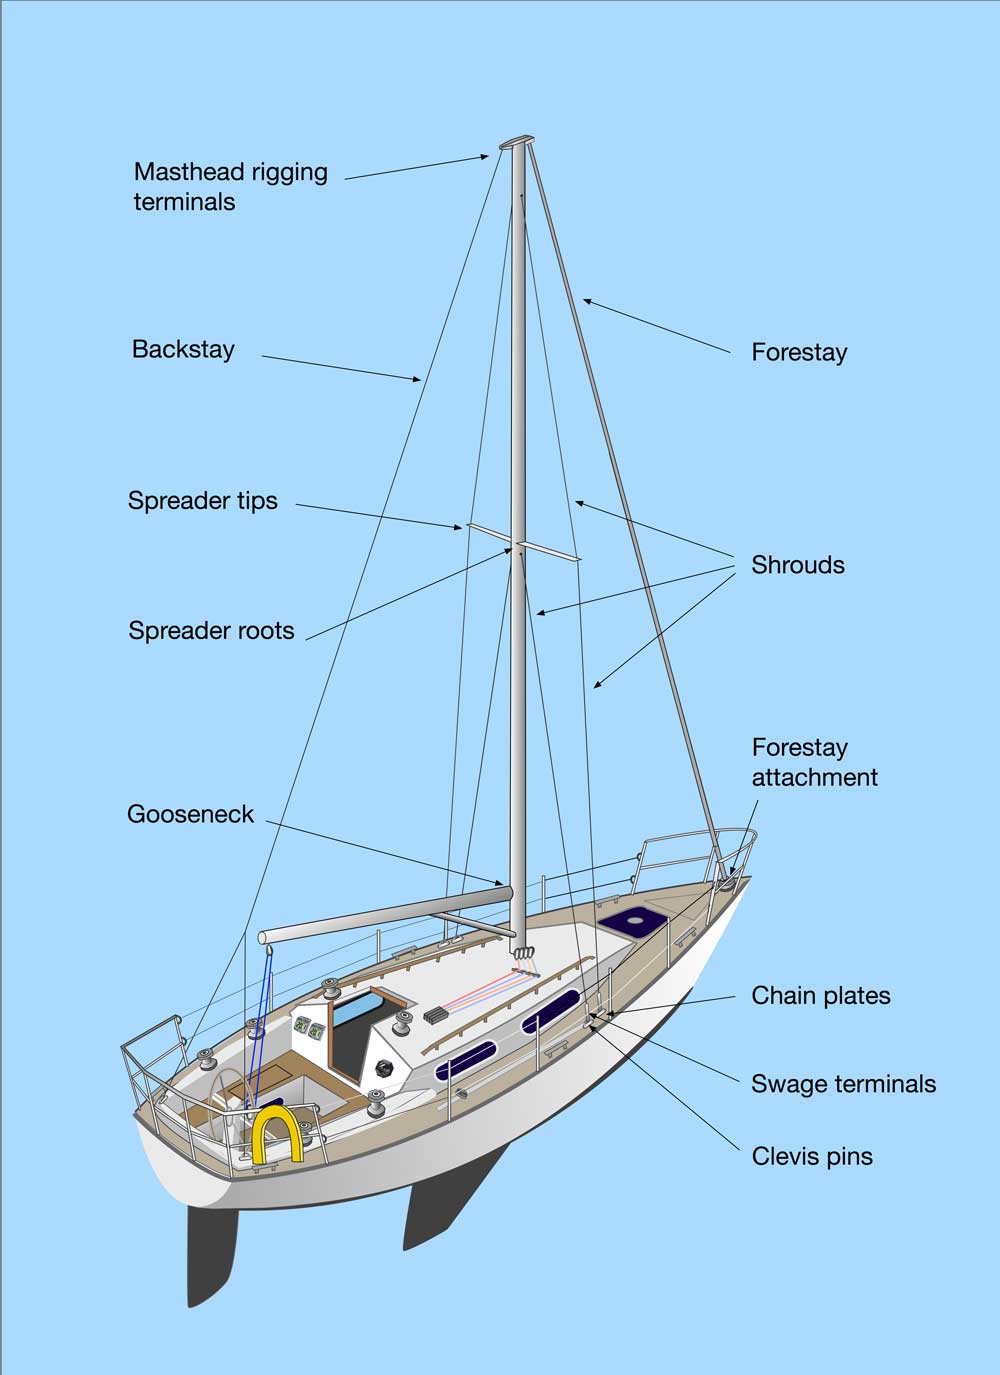 Masthead rigging
terminals
Backstay
Forestay
Spreader tips
Shrouds
Spreader roots
Forestay
attachment
Gooseneck
Chain plates
Swage terminals
Clevis pins